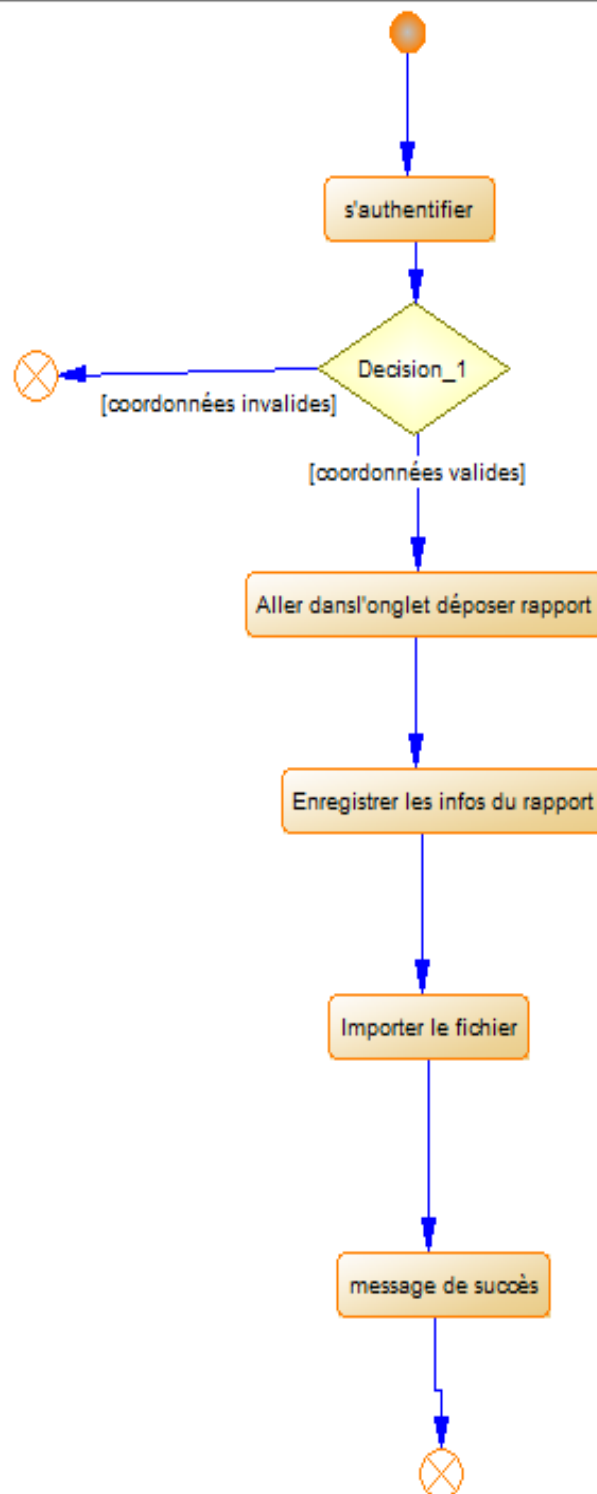 s'authentifier
Decision_1
[coordonnées invalides]
[coordonnées valides]
Aller dansl'onglet déposer rapport
Enregistrer les infos du rapport
Importer le fichier
message de succès